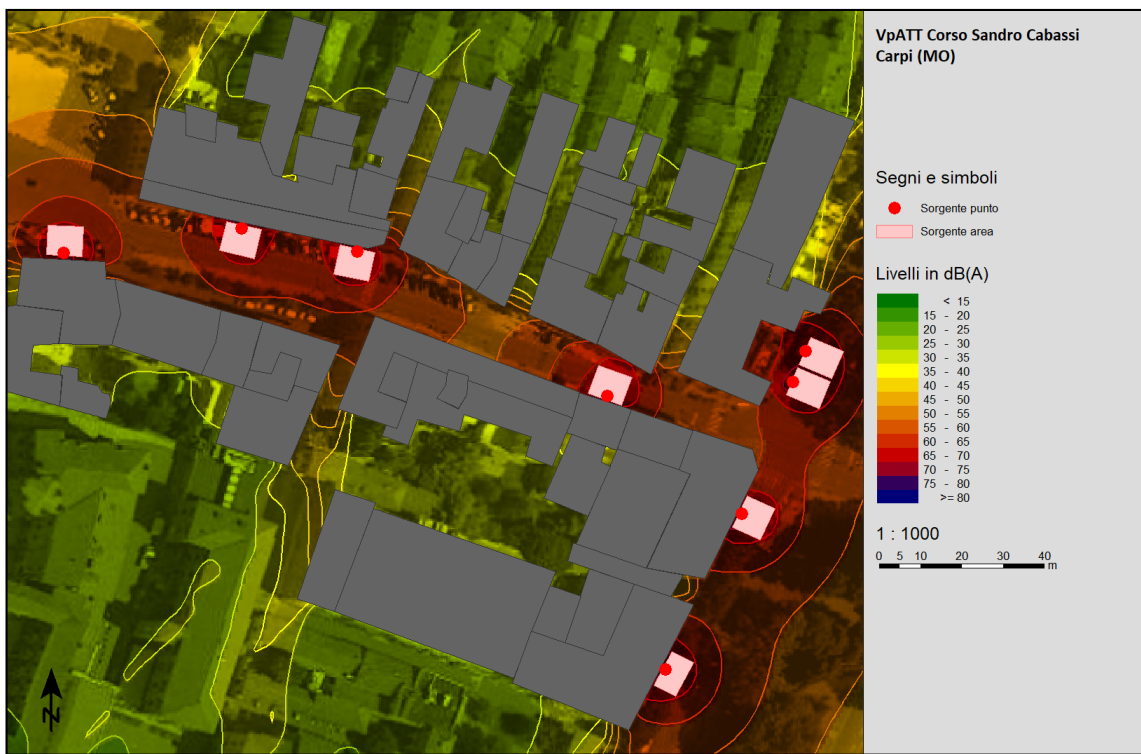 VpATT Corso Sandro Cabassi
Carpi (MO)
Segni e simboli
Sorgente punto
Sorgente area
Livelli in dB(A)
< 15
15 - 20
20 - 25
25 - 30
30 - 35
35 - 40
40 - 45
45 - 50
50 - 55
55 - 60
60 - 65
65 - 70
70 - 75
75 - 80
>= 80
1 : 1000
0 5 10 20 30 40
m
N